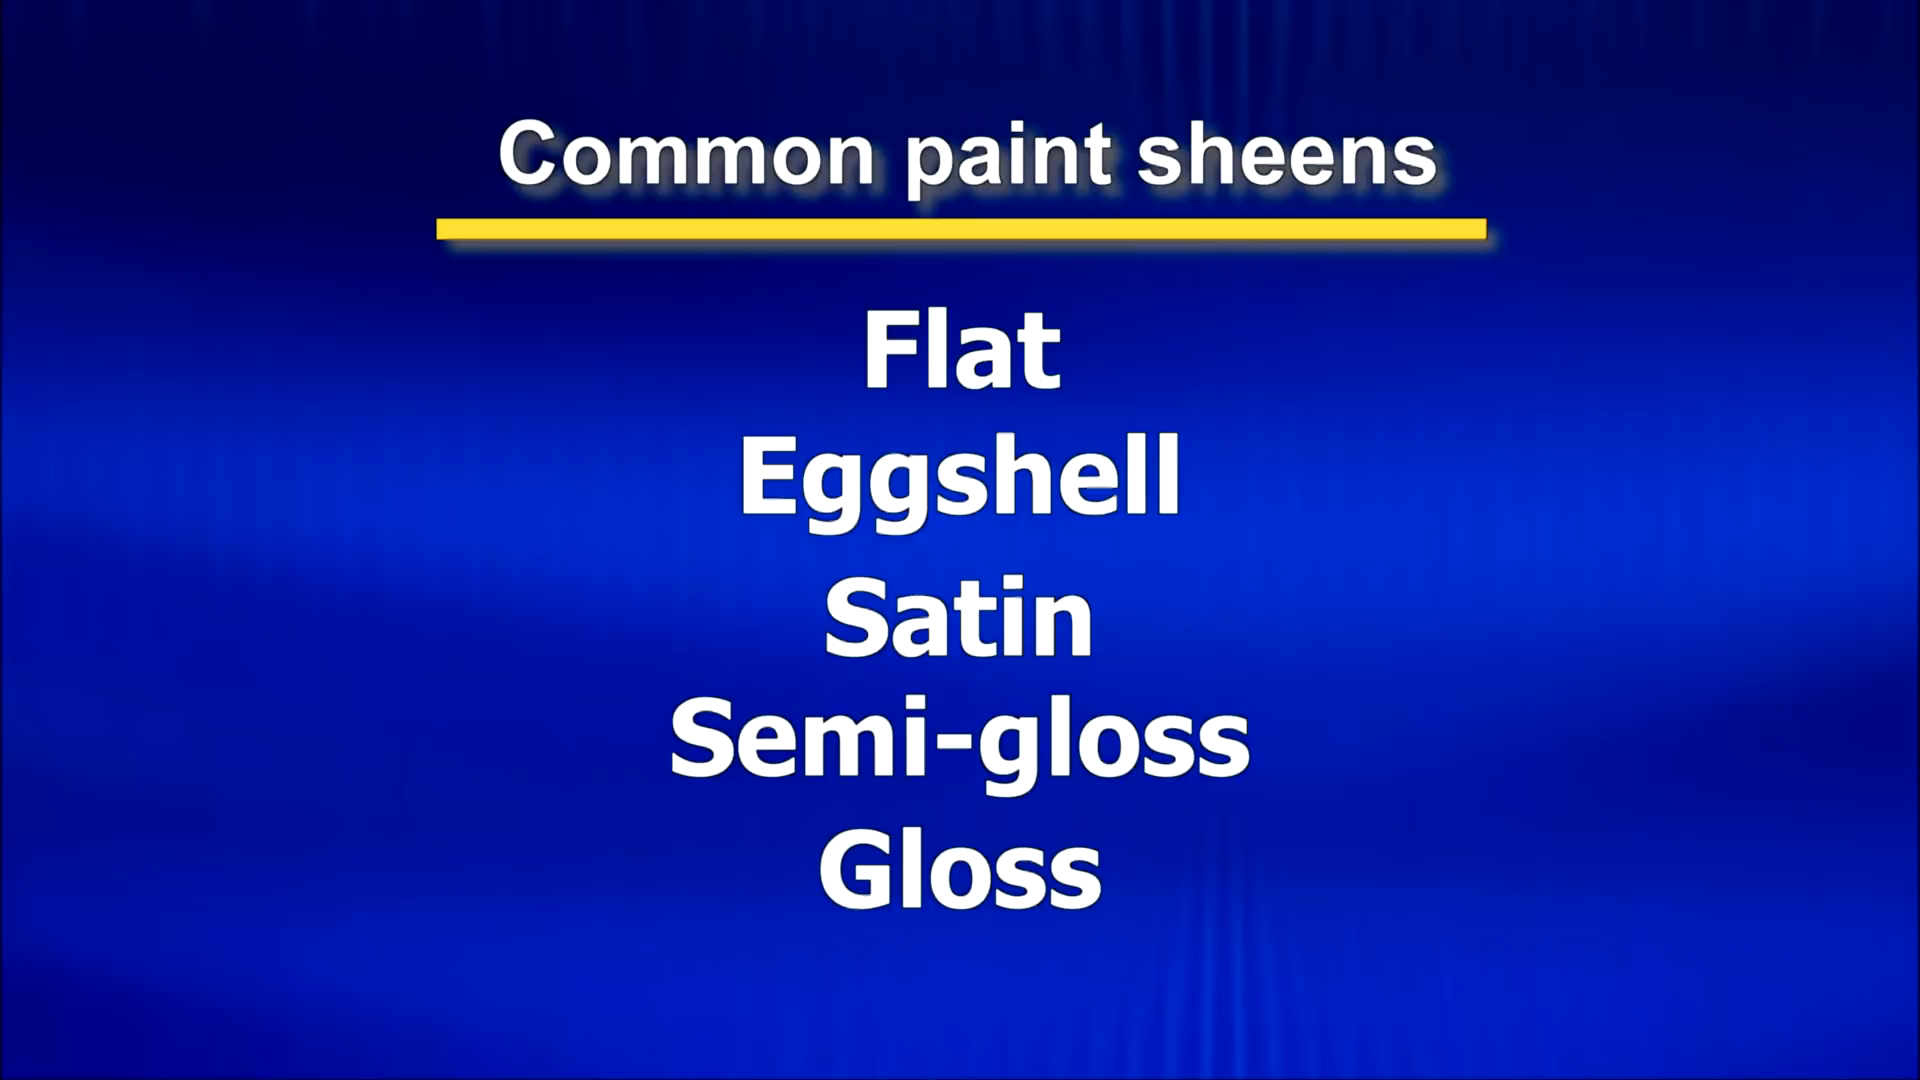 Common paint sheens
Flat
Eggshell
Satin
Semi-gloss
Gloss